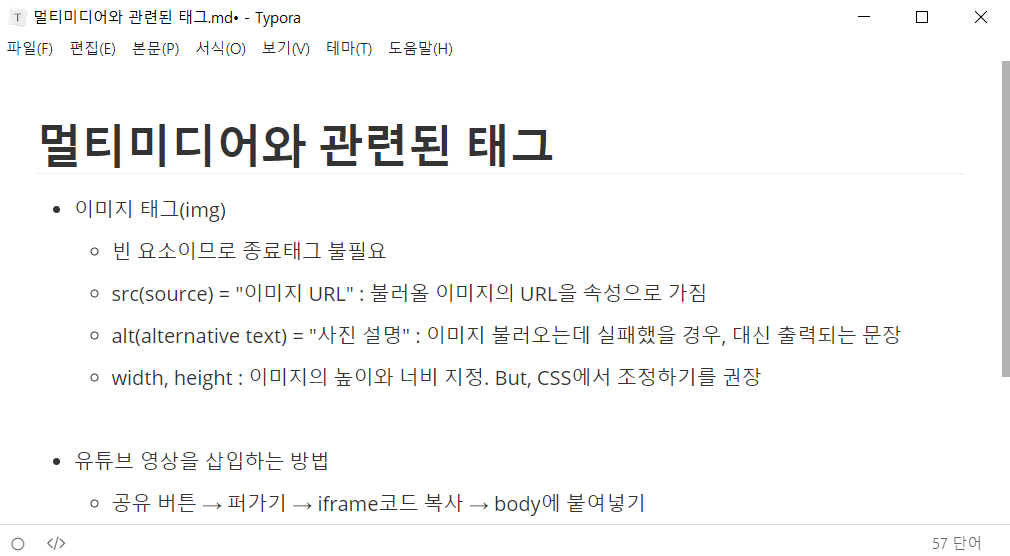 T 멀티미디어와 관련된 태그.md• - Typora
파일(F) 편집(E) 본문(P) 서식(O) 보기(V) 테마(T) 도움말(H)
멀티미디어와 관련된 태그
이미지 태그(img)
빈 요소이므로 종료태그 불필요
src(source) = "이미지 URL" : 불러올 이미지의 URL을 속성으로 가짐
alt(alternative text) = "사진 설명" : 이미지 불러오는데 실패했을 경우, 대신 출력되는 문장
width, height : 이미지의 높이와 너비 지정. But, CSS에서 조정하기를 권장
유튜브 영상을 삽입하는 방법
공유 버튼 → 퍼가기 → iframe코드 복사 → body에 붙여넣기
</> 57 단어